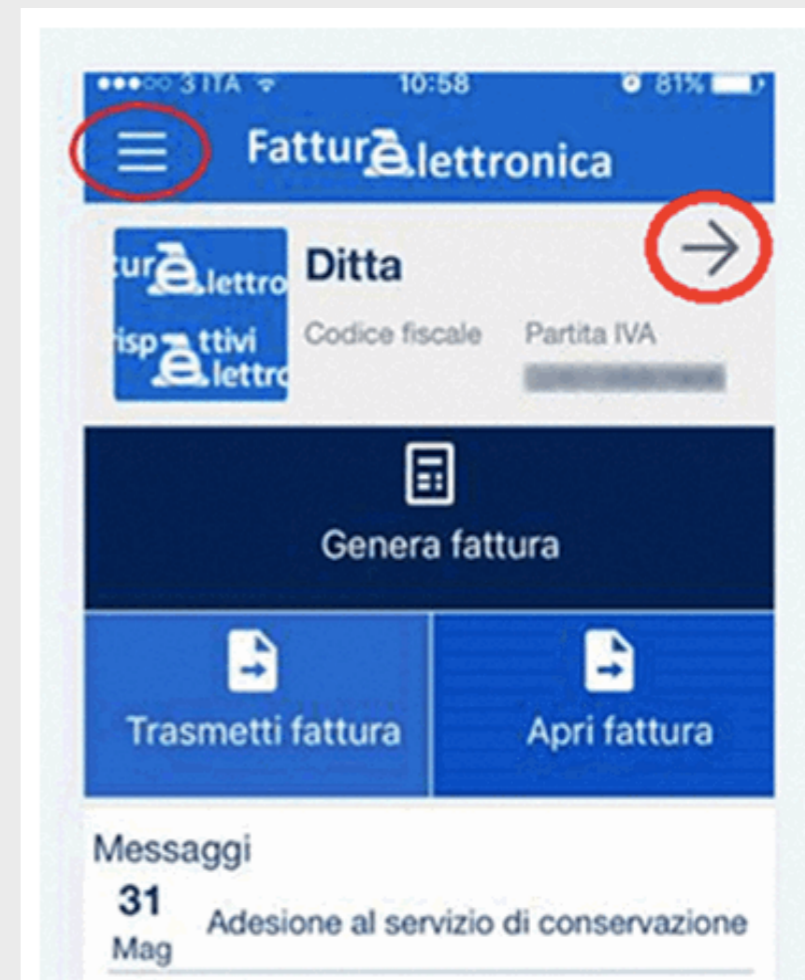 3 ITA 10:58 81%
Fatturaelettronica
Ditta
Codice fiscale Partita IVA
Genera fattura
Trasmetti fattura Apri fattura
Messaggi
31 Adesione al servizio di conservazione
Mag